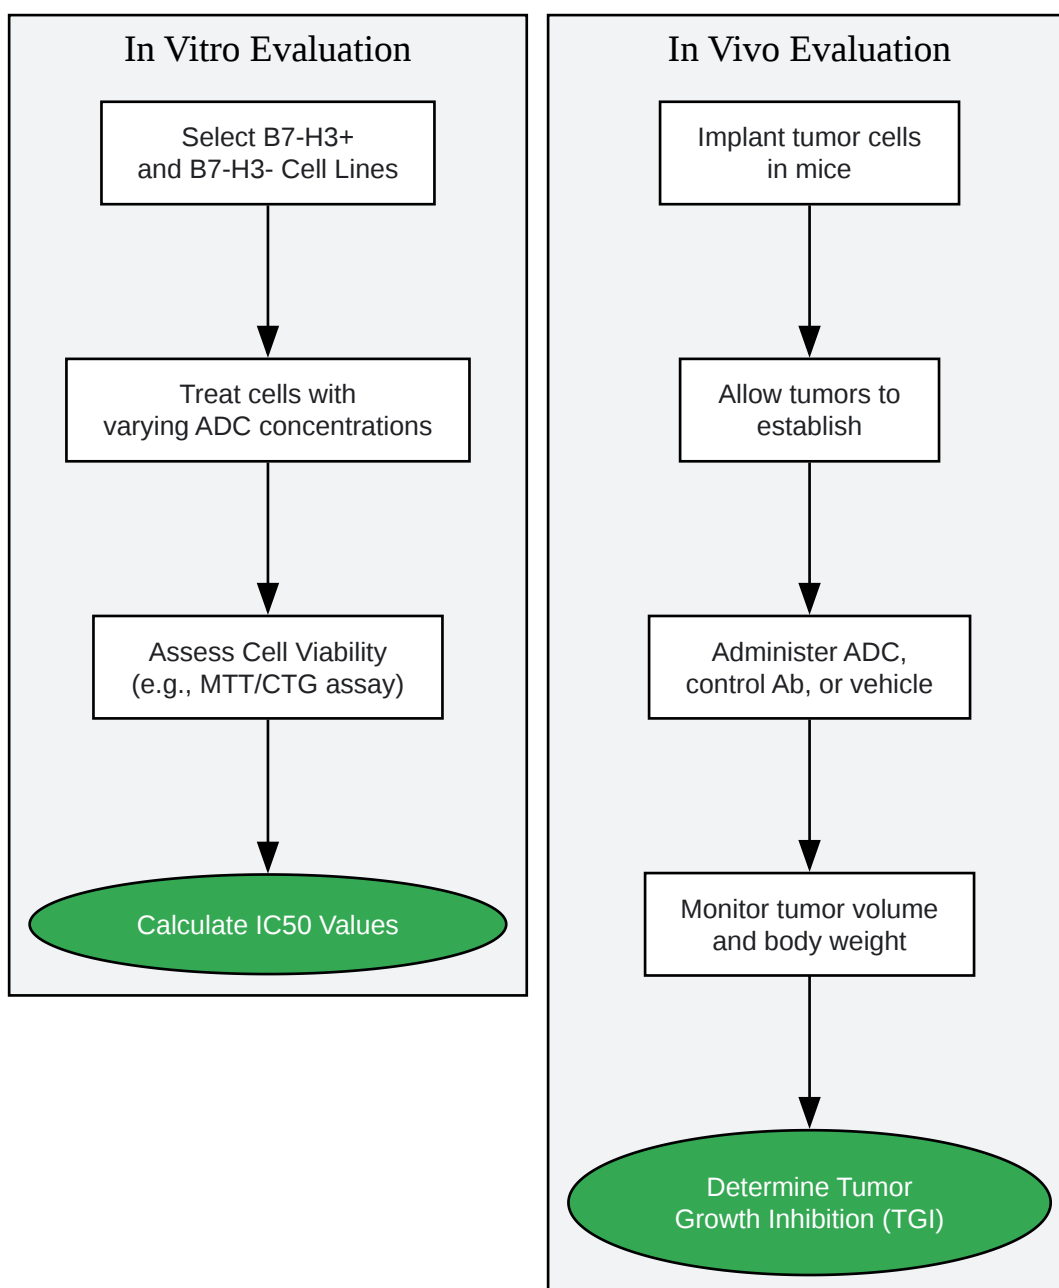 In Vitro Evaluation
Select B7-H3+
and B7-H3- Cell Lines
Treat cells with
varying ADC concentrations
Assess Cell Viability
(e.g., MTT/CTG assay)
Calculate IC50 Values
In Vivo Evaluation
Implant tumor cells
in mice
Allow tumors to
establish
Administer ADC,
control Ab, or vehicle
Monitor tumor volume
and body weight
Determine Tumor
Growth Inhibition (TGI)